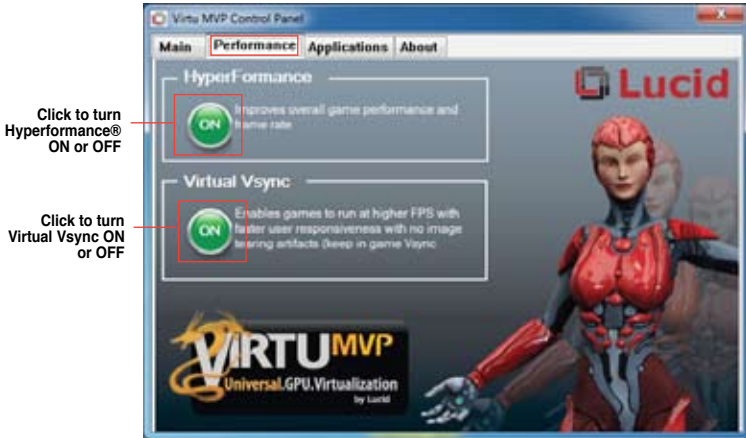 Virtu MVP Control Panel
Main Performance Applications About
HyperFormance
Lucid
ON
Improves overall game performance and
frame rate
Click to turn
Hyperformance®
ON or OFF
Virtual Vsync
ON
Enables games to run at higher FPS with
faster user responsiveness with no image
tearing artifacts (keep in game Vsync
Click to turn
Virtual Vsync ON
or OFF
VIRTU MVP
Universal.GPU.Virtualization
by Lucid